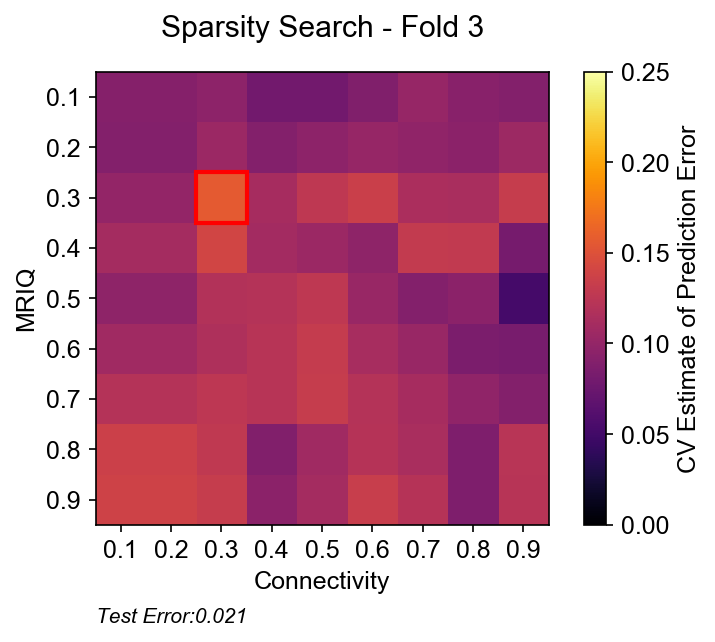 Sparsity Search - Fold 3
MRIQ
0.1
0.2
0.3
0.4
0.5
0.6
0.7
0.8
0.9
0.1 0.2 0.3 0.4 0.5 0.6 0.7 0.8 0.9
Connectivity
Test Error:0.021
0.25
0.20
0.15
0.10
0.05
0.00
CV Estimate of Prediction Error